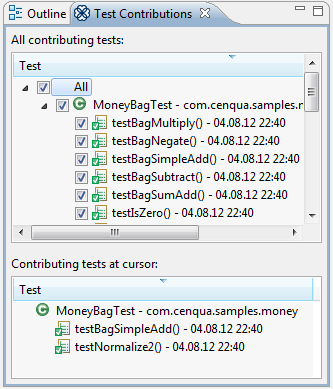 Outline Test Contributions
All contributing tests:
Test
All
MoneyBagTest - com.cenqua.samples.m
testBagMultiply() - 04.08.12 22:40
testBagNegate() - 04.08.12 22:40
testBagSimpleAdd() - 04.08.12 22:40
testBagSubtract() - 04.08.12 22:40
testBagSumAdd() - 04.08.12 22:40
testIsZero() - 04.08.12 22:40
Contributing tests at cursor:
Test
MoneyBagTest - com.cenqua.samples.money
testBagSimpleAdd() - 04.08.12 22:40
testNormalize2() - 04.08.12 22:40